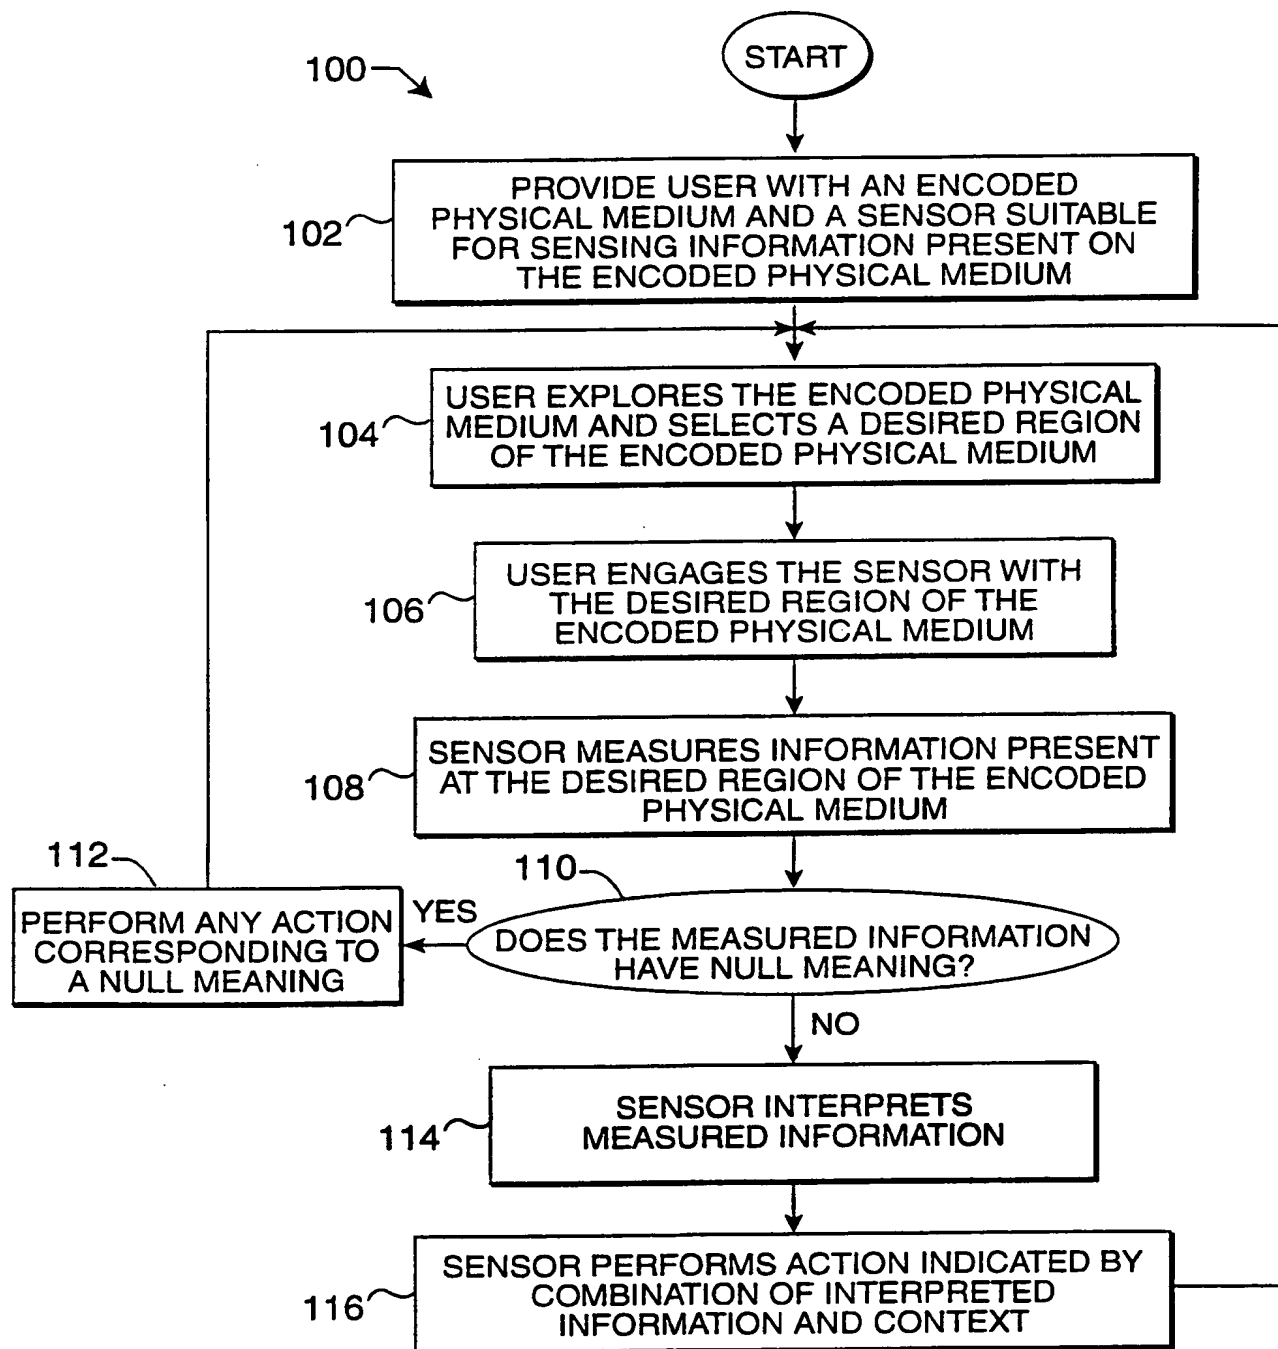 START
100
PROVIDE USER WITH AN ENCODED
PHYSICAL MEDIUM AND A SENSOR SUITABLE
FOR SENSING INFORMATION PRESENT ON
THE ENCODED PHYSICAL MEDIUM
102
USER EXPLORES THE ENCODED PHYSICAL
MEDIUM AND SELECTS A DESIRED REGION
OF THE ENCODED PHYSICAL MEDIUM
104
USER ENGAGES THE SENSOR WITH
THE DESIRED REGION OF THE
ENCODED PHYSICAL MEDIUM
106
SENSOR MEASURES INFORMATION PRESENT
AT THE DESIRED REGION OF THE ENCODED
PHYSICAL MEDIUM
108
110
DOES THE MEASURED INFORMATION
HAVE NULL MEANING?
YES
112
PERFORM ANY ACTION
CORRESPONDING TO
A NULL MEANING
NO
SENSOR INTERPRETS
MEASURED INFORMATION
114
SENSOR PERFORMS ACTION INDICATED BY
COMBINATION OF INTERPRETED
INFORMATION AND CONTEXT
116